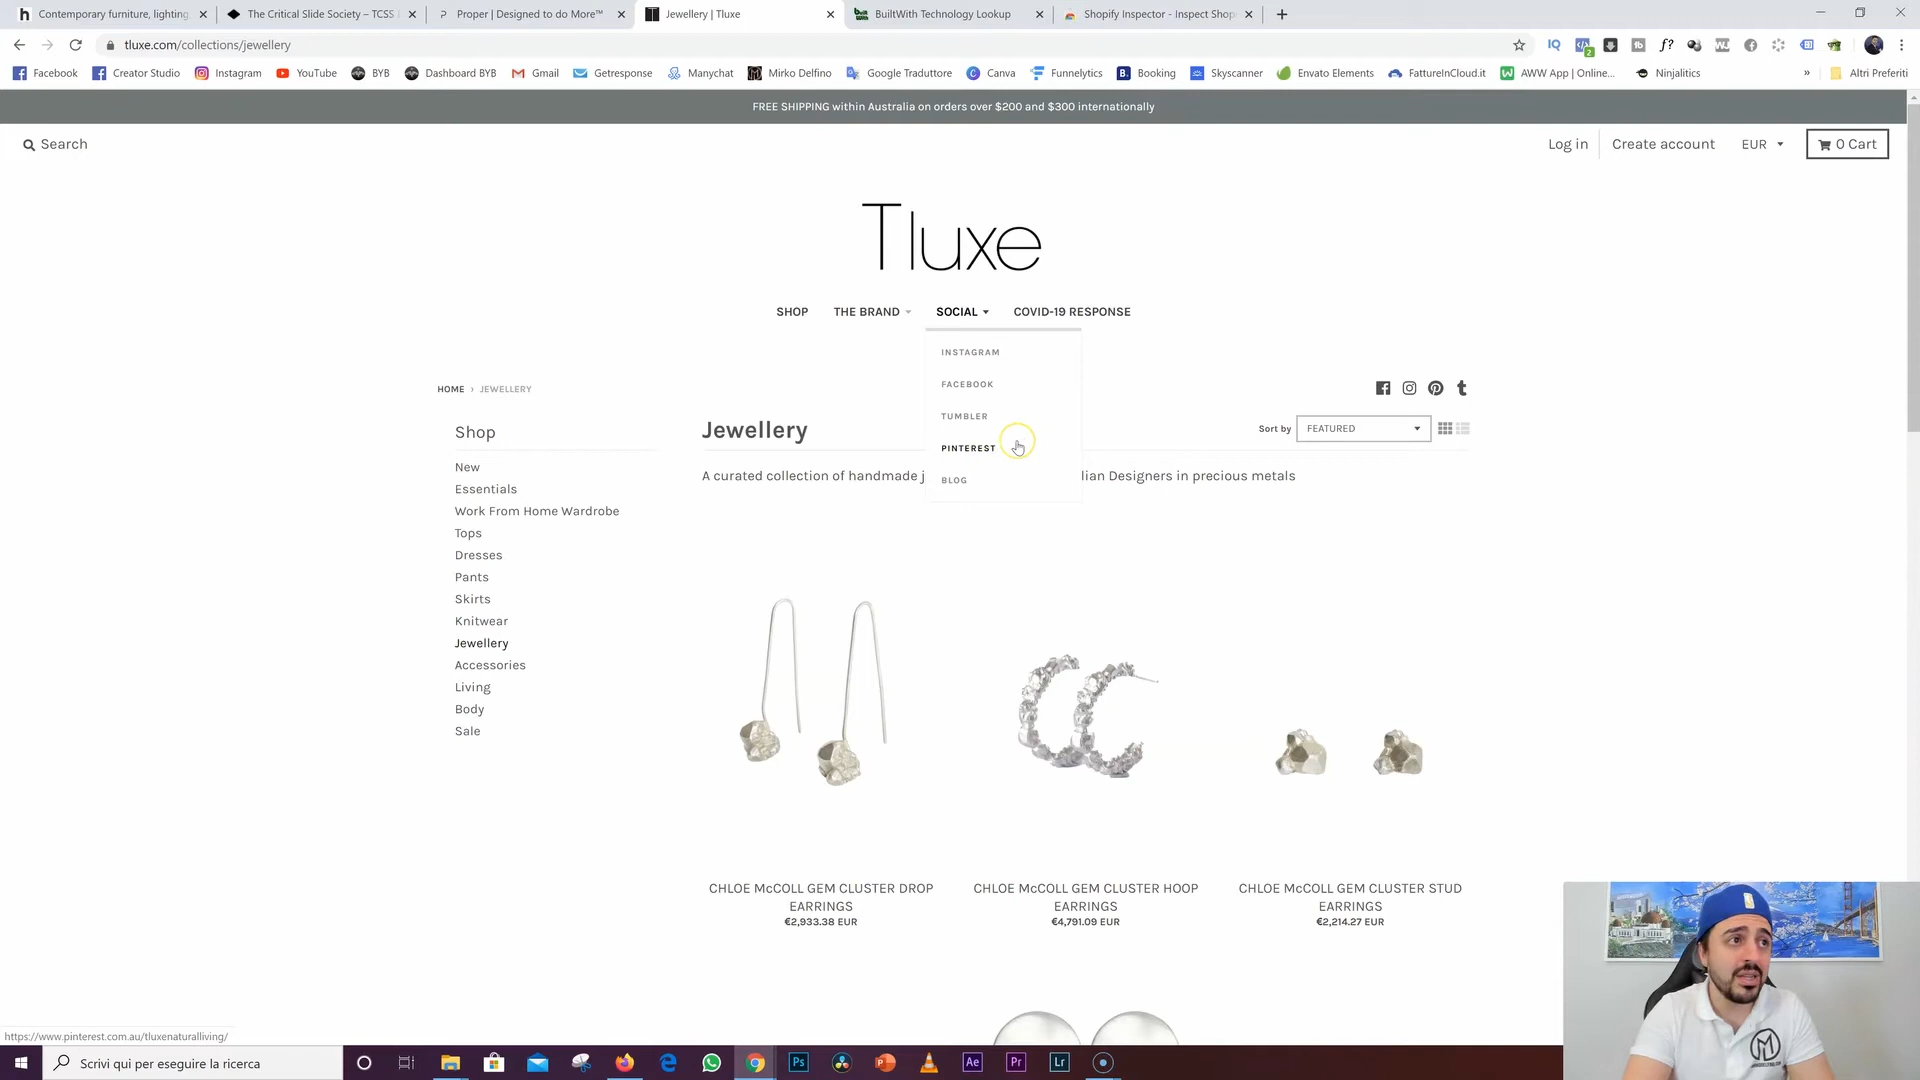 Contemporary furniture, lighting
The Critical Slide Society – TCSS
Proper | Designed to do More™
Jewellery | Tluxe
BuiltWith Technology Lookup
Shopify Inspector - Inspect Shop
tluxe.com/collections/jewellery
Facebook
Creator Studio
Instagram
YouTube
BYB
Dashboard BYB
Gmail
Getresponse
Manychat
Mirko Delfino
Google Traduttore
Canva
Funnelytics
Booking
Skyscanner
Envato Elements
FattureInCloud.it
AWW App | Online...
Ninjalitics
»
Altri Preferiti
FREE SHIPPING within Australia on orders over $200 and $300 internationally
Search
Log in
Create account
EUR
0 Cart
Tluxe
SHOP
THE BRAND
SOCIAL
COVID-19 RESPONSE
INSTAGRAM
FACEBOOK
TUMBLER
PINTEREST
BLOG
HOME › JEWELLERY
Shop
New
Essentials
Work From Home Wardrobe
Tops
Dresses
Pants
Skirts
Knitwear
Jewellery
Accessories
Living
Body
Sale
Jewellery
Sort by
FEATURED
A curated collection of handmade j
lian Designers in precious metals
CHLOE McCOLL GEM CLUSTER DROP
EARRINGS
€2,933.38 EUR
CHLOE McCOLL GEM CLUSTER HOOP
EARRINGS
€4,791.09 EUR
CHLOE McCOLL GEM CLUSTER STUD
EARRINGS
€2,214.27 EUR
https://www.pinterest.com.au/tluxenaturalliving/
Scrivi qui per eseguire la ricerca
Ps
Ae
Pr
Lr